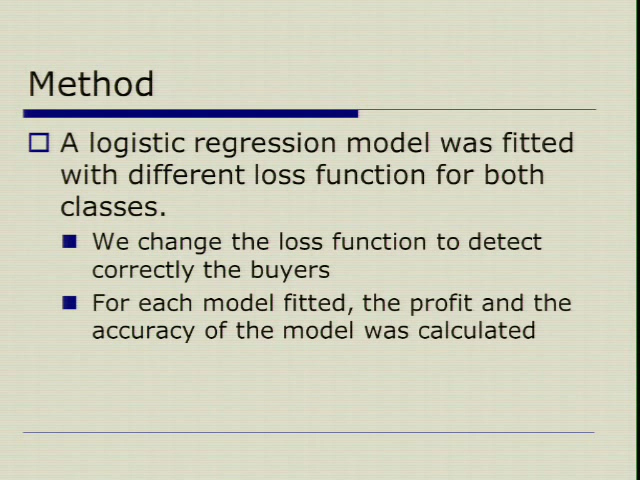 Method
A logistic regression model was fitted
with different loss function for both
classes.
We change the loss function to detect
correctly the buyers
For each model fitted, the profit and the
accuracy of the model was calculated